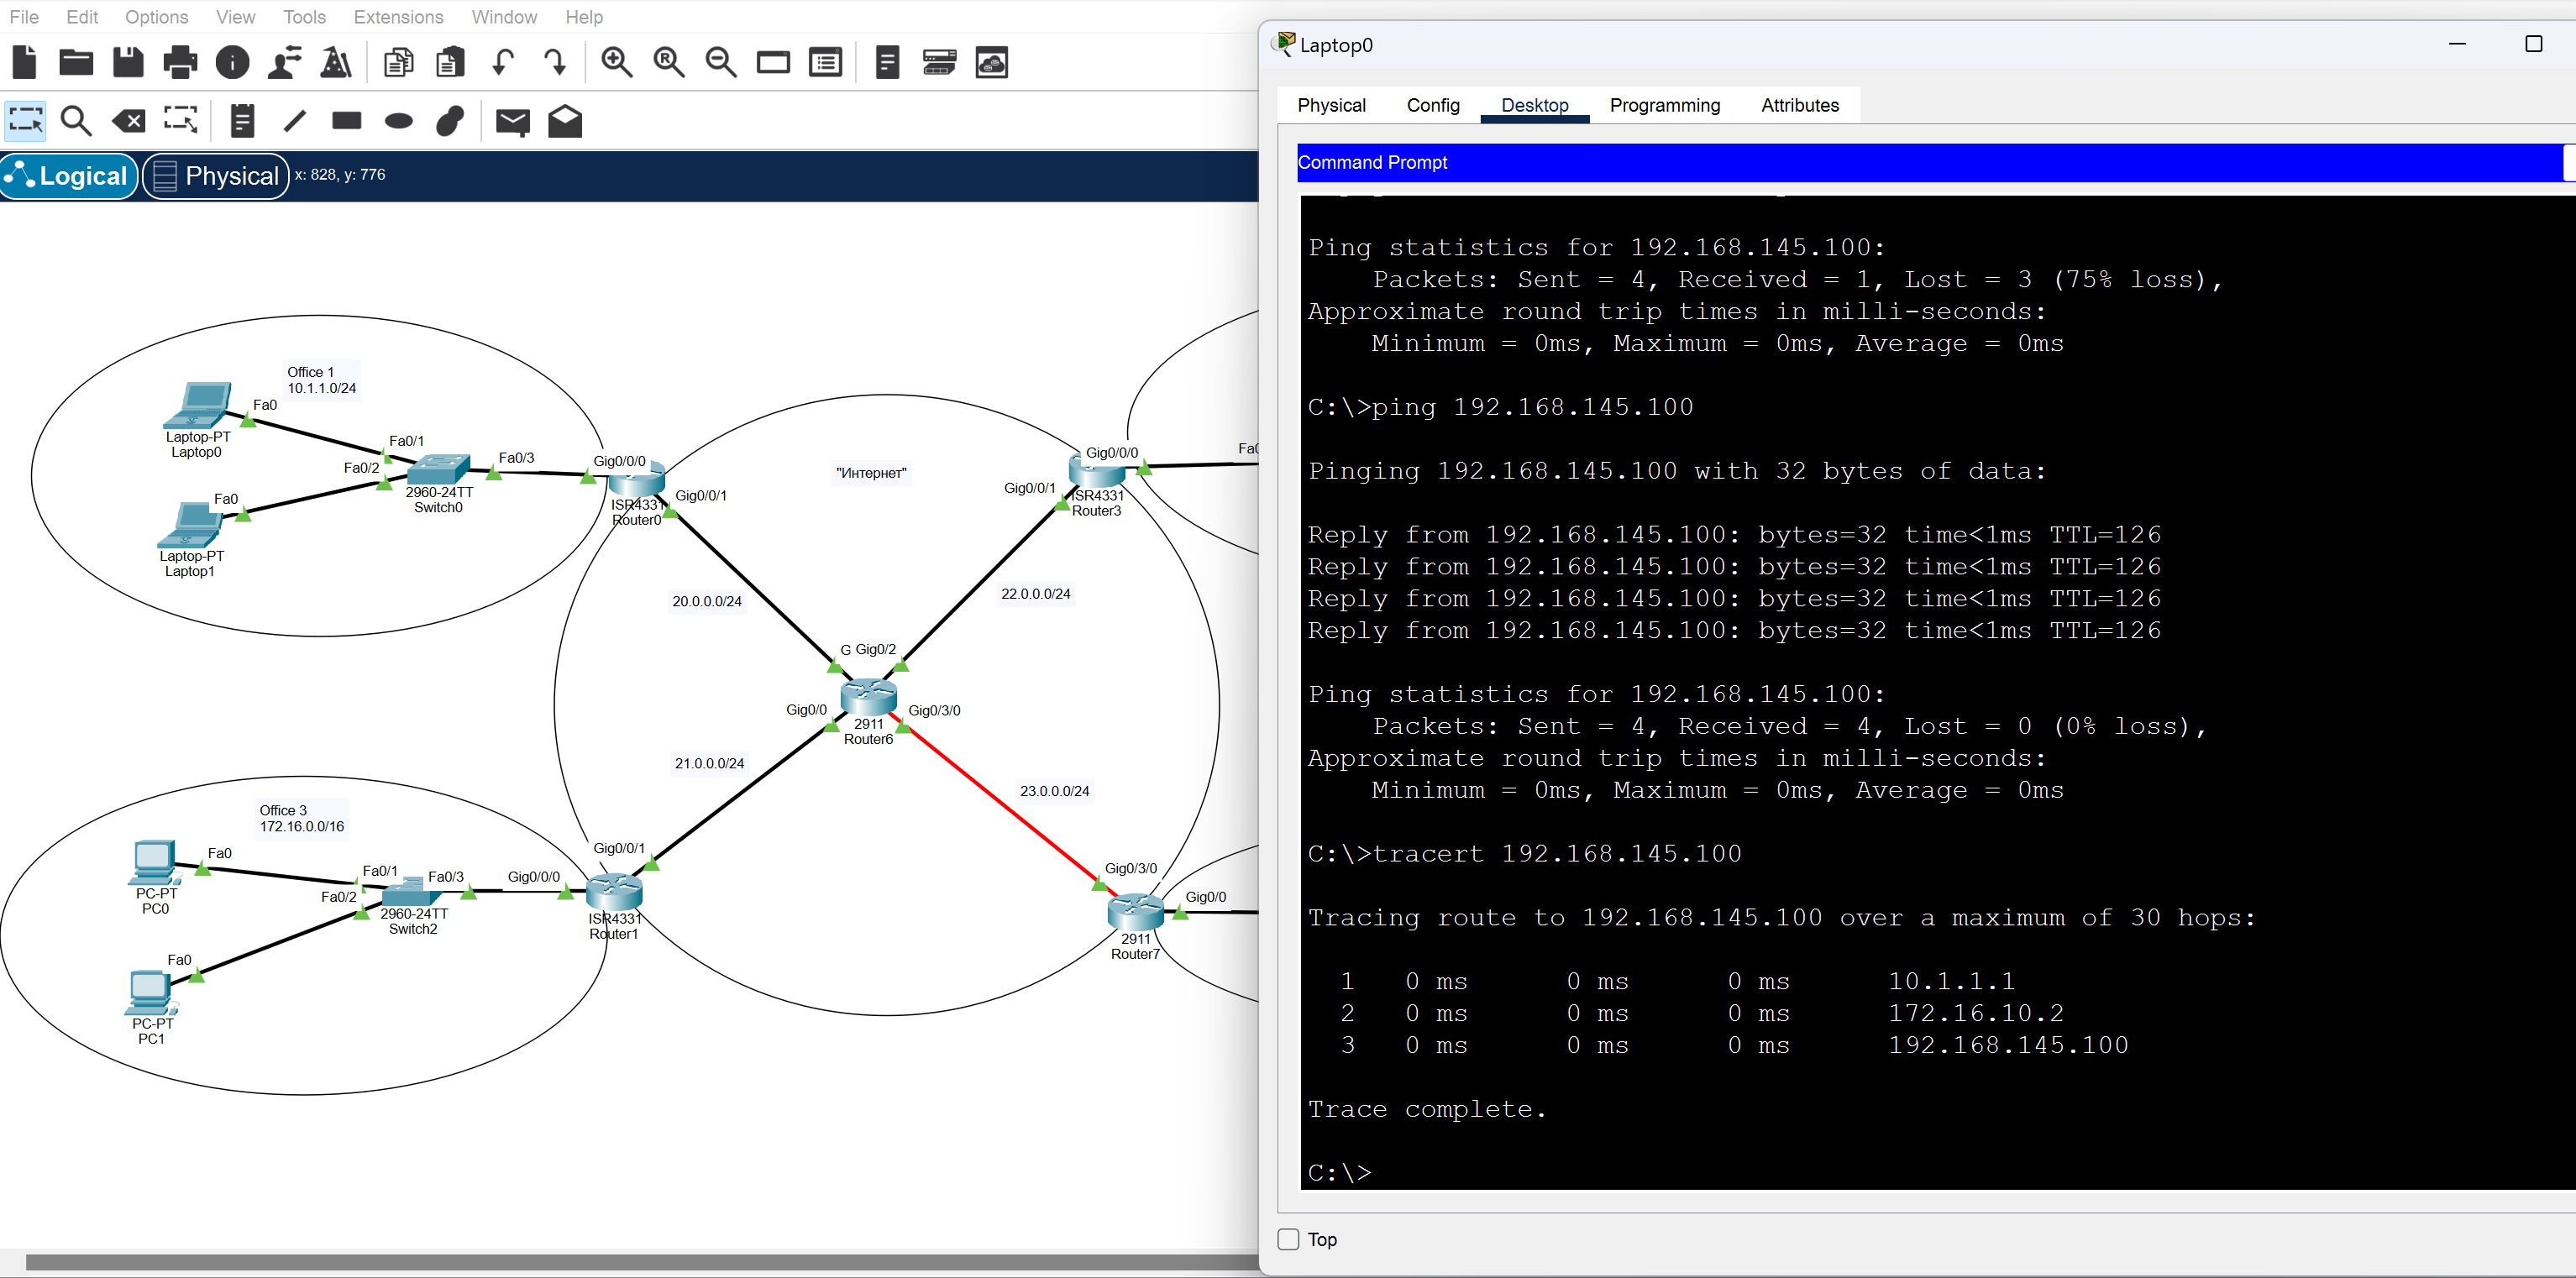 File Edit Options View Tools Extensions Window Help
Logical Physical x: 828, y: 776
Office 1
10.1.1.0/24
Fa0
Laptop-PT
Laptop0
Fa0/1
Fa0/2
Fa0/3
Fa0
2960-24TT
Switch0
Laptop-PT
Laptop1
Gig0/0/0
Gig0/0/1
ISR4331
Router0
"Интернет"
Gig0/0/0
Gig0/0/1
ISR4331
Router3
20.0.0.0/24
22.0.0.0/24
G Gig0/2
Gig0/0
Gig0/3/0
2911
Router6
21.0.0.0/24
23.0.0.0/24
Office 3
172.16.0.0/16
Fa0
PC-PT
PC0
Fa0/1
Fa0/2
Fa0/3
2960-24TT
Switch2
Fa0
PC-PT
PC1
Gig0/0/0
Gig0/0/1
ISR4331
Router1
Gig0/3/0
Gig0/0
2911
Router7
Laptop0
Physical Config Desktop Programming Attributes
Command Prompt
Ping statistics for 192.168.145.100:
Packets: Sent = 4, Received = 1, Lost = 3 (75% loss),
Approximate round trip times in milli-seconds:
Minimum = 0ms, Maximum = 0ms, Average = 0ms
C:\>ping 192.168.145.100
Pinging 192.168.145.100 with 32 bytes of data:
Reply from 192.168.145.100: bytes=32 time<1ms TTL=126
Reply from 192.168.145.100: bytes=32 time<1ms TTL=126
Reply from 192.168.145.100: bytes=32 time<1ms TTL=126
Reply from 192.168.145.100: bytes=32 time<1ms TTL=126
Ping statistics for 192.168.145.100:
Packets: Sent = 4, Received = 4, Lost = 0 (0% loss),
Approximate round trip times in milli-seconds:
Minimum = 0ms, Maximum = 0ms, Average = 0ms
C:\>tracert 192.168.145.100
Tracing route to 192.168.145.100 over a maximum of 30 hops:
1 0 ms 0 ms 0 ms 10.1.1.1
2 0 ms 0 ms 0 ms 172.16.10.2
3 0 ms 0 ms 0 ms 192.168.145.100
Trace complete.
C:\>
Top